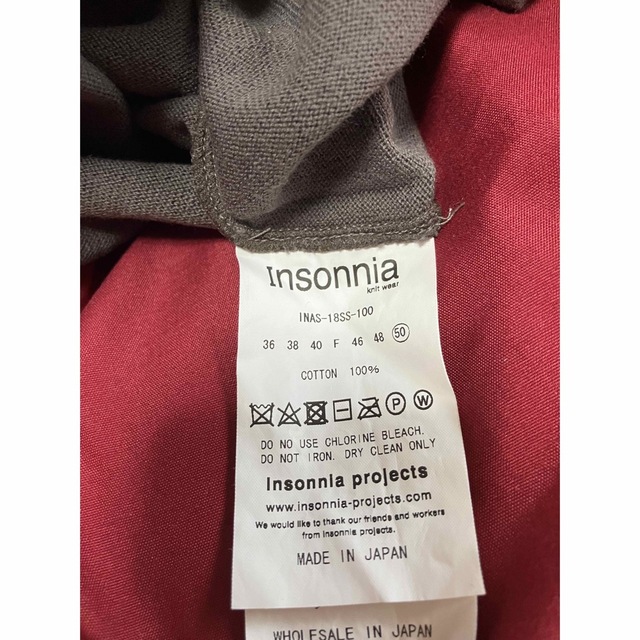 Insonnia
knit wear
INAS-18SS-100
36 38 40 F 46 48 50
COTTON 100%
P W
DO NO USE CHLORINE BLEACH.
DO NOT IRON. DRY CLEAN ONLY
Insonnia projects
www.insonnia-projects.com
We would like to thank our friends and workers
from Insonnia projects.
MADE IN JAPAN
WHOLESALE IN JAPAN